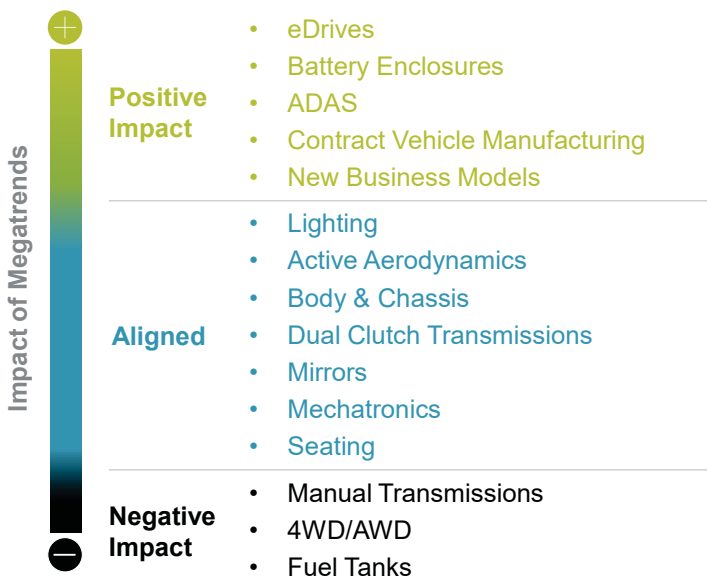 Impact of Megatrends
Positive
Impact
• eDrives
• Battery Enclosures
• ADAS
• Contract Vehicle Manufacturing
• New Business Models
Aligned
• Lighting
• Active Aerodynamics
• Body & Chassis
• Dual Clutch Transmissions
• Mirrors
• Mechatronics
• Seating
Negative
Impact
• Manual Transmissions
• 4WD/AWD
• Fuel Tanks